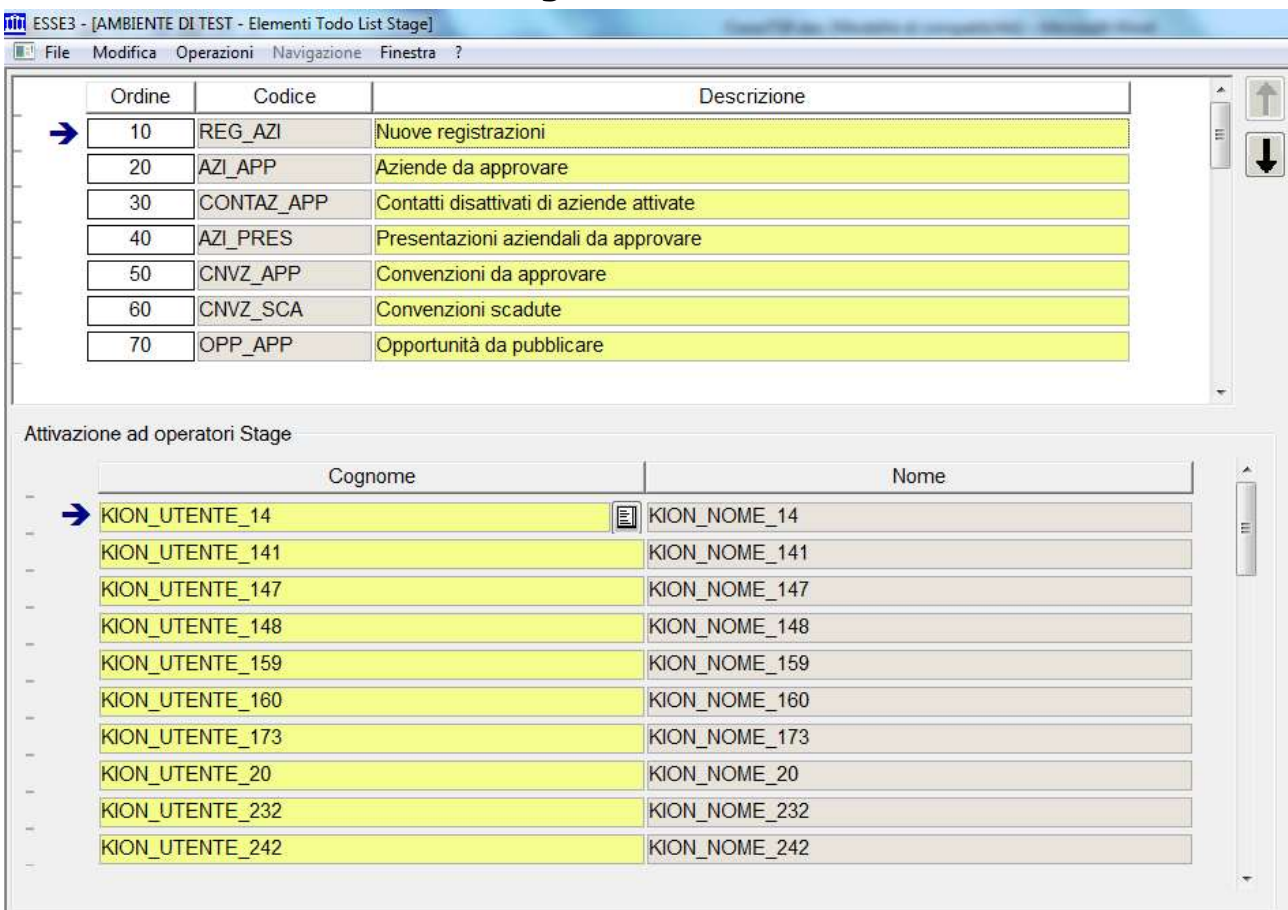 ESSE3 - [AMBIENTE DI TEST - Elementi Todo List Stage]
File Modifica Operazioni Navigazione Finestra ?
Ordine Codice Descrizione
10 REG_AZI Nuove registrazioni
20 AZI_APP Aziende da approvare
30 CONTAZ_APP Contatti disattivati di aziende attivate
40 AZI_PRES Presentazioni aziendali da approvare
50 CNVZ_APP Convenzioni da approvare
60 CNVZ_SCA Convenzioni scadute
70 OPP_APP Opportunità da pubblicare
Attivazione ad operatori Stage
Cognome Nome
KION_UTENTE_14 KION_NOME_14
KION_UTENTE_141 KION_NOME_141
KION_UTENTE_147 KION_NOME_147
KION_UTENTE_148 KION_NOME_148
KION_UTENTE_159 KION_NOME_159
KION_UTENTE_160 KION_NOME_160
KION_UTENTE_173 KION_NOME_173
KION_UTENTE_20 KION_NOME_20
KION_UTENTE_232 KION_NOME_232
KION_UTENTE_242 KION_NOME_242